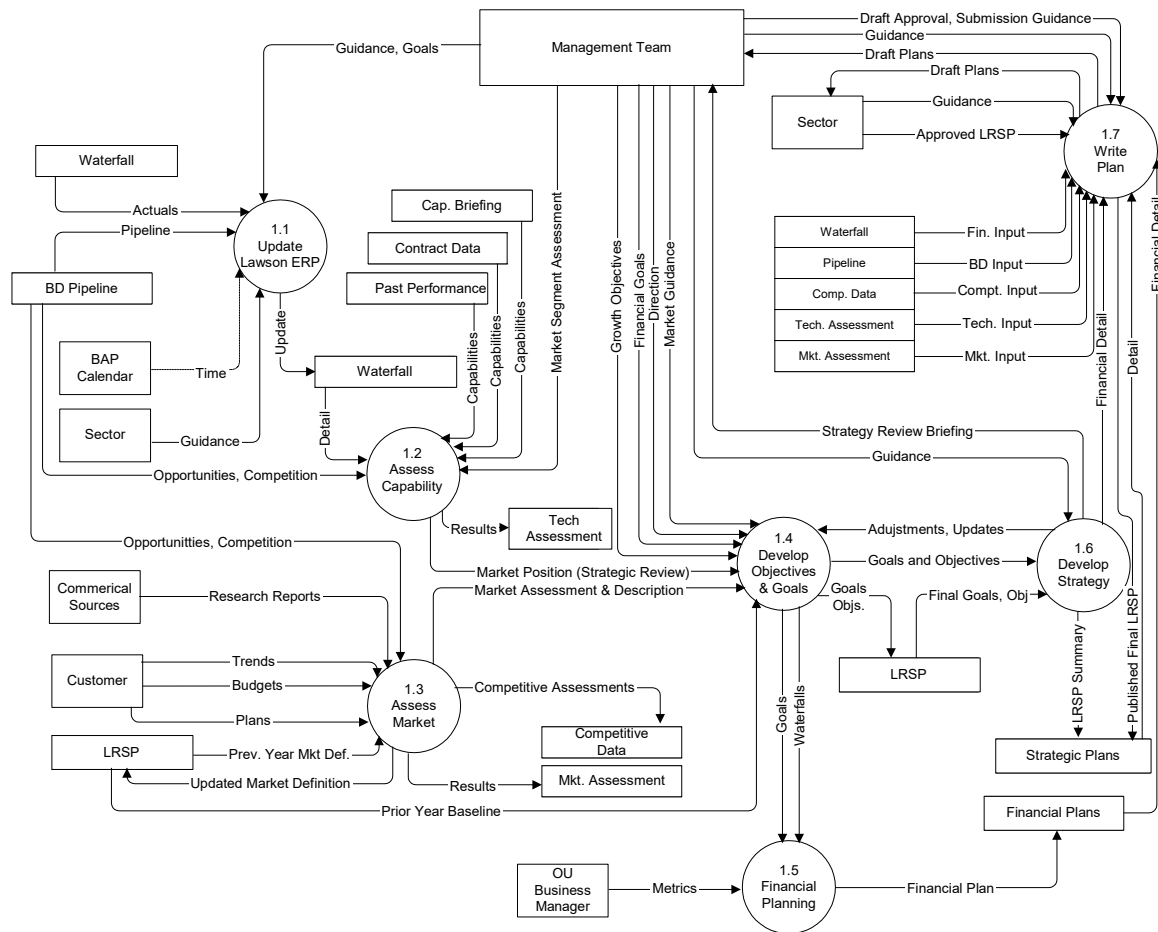 Draft Approval, Submission Guidance
Guidance
Draft Plans
Management Team
Guidance, Goals
Draft Plans
Guidance
Sector
Approved LRSP
1.7
Write
Plan
Waterfall
Actuals
Pipeline
1.1
Update
Lawson ERP
BD Pipeline
BAP
Calendar
Time
Sector
Guidance
Update
Waterfall
Detail
Cap. Briefing
Contract Data
Past Performance
Capabilities
Capabilities
Capabilities
Market Segment Assessment
Growth Objectives
Financial Goals
Direction
Market Guidance
Waterfall
Fin. Input
Pipeline
BD Input
Comp. Data
Compt. Input
Tech. Assessment
Tech. Input
Mkt. Assessment
Mkt. Input
Financial Detail
Financial Detail
Detail
Strategy Review Briefing
Guidance
1.2
Assess
Capability
Opportunities, Competition
Results
Tech
Assessment
Opportunitties, Competition
Market Position (Strategic Review)
Market Assessment & Description
1.4
Develop
Objectives
& Goals
Adjustments, Updates
Goals and Objectives
1.6
Develop
Strategy
Goals
Objs.
Final Goals, Obj
LRSP
LRSP Summary
Published Final LRSP
Commerical
Sources
Research Reports
Customer
Trends
Budgets
Plans
1.3
Assess
Market
Competitive Assessments
Competitive
Data
LRSP
Prev. Year Mkt Def.
Updated Market Definition
Results
Mkt. Assessment
Prior Year Baseline
Goals
Waterfalls
Strategic Plans
Financial Plans
OU
Business
Manager
Metrics
1.5
Financial
Planning
Financial Plan